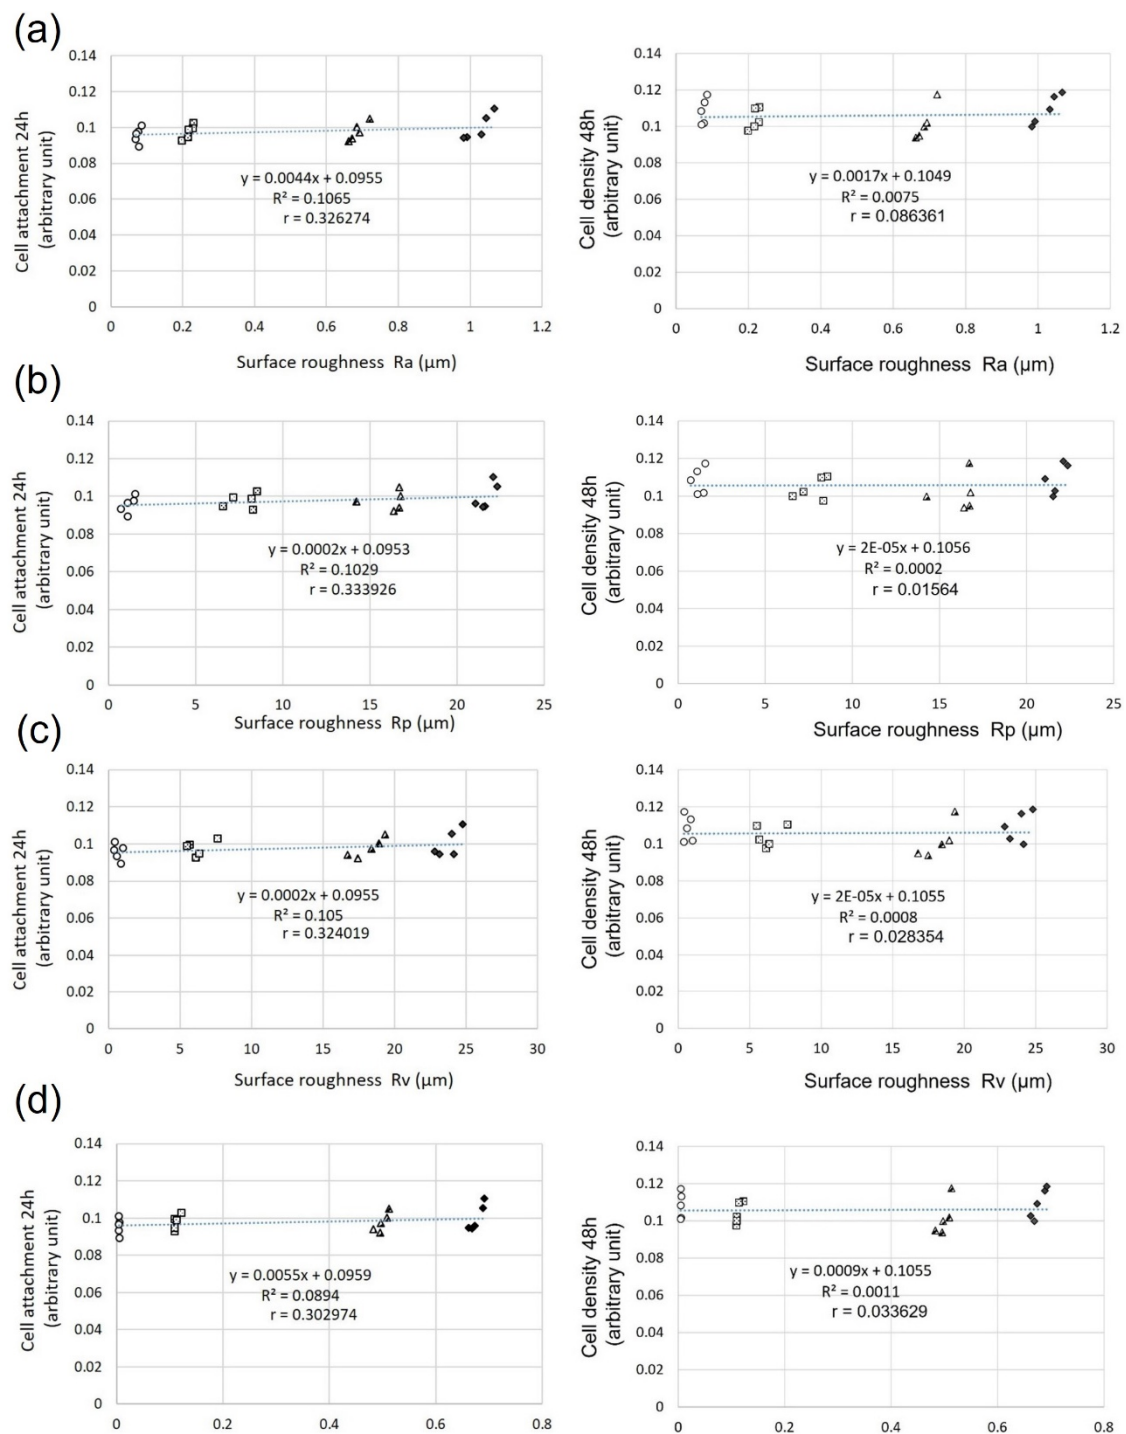 (a)
0.14
0.12
0.1
0.08
0.06
0.04
0.02
0
Cell attachment 24h
(arbitrary unit)
y = 0.0044x + 0.0955
R² = 0.1065
r = 0.326274
0 0.2 0.4 0.6 0.8 1 1.2
Surface roughness Ra (µm)
0.14
0.12
0.1
0.08
0.06
0.04
0.02
0
Cell density 48h
(arbitrary unit)
y = 0.0017x + 0.1049
R² = 0.0075
r = 0.086361
0 0.2 0.4 0.6 0.8 1 1.2
Surface roughness Ra (µm)
(b)
0.14
0.12
0.1
0.08
0.06
0.04
0.02
0
Cell attachment 24h
(arbitrary unit)
y = 0.0002x + 0.0953
R² = 0.1029
r = 0.333926
0 5 10 15 20 25
Surface roughness Rp (µm)
0.14
0.12
0.1
0.08
0.06
0.04
0.02
0
Cell density 48h
(arbitrary unit)
y = 2E-05x + 0.1056
R² = 0.0002
r = 0.01564
0 5 10 15 20 25
Surface roughness Rp (µm)
(c)
0.14
0.12
0.1
0.08
0.06
0.04
0.02
0
Cell attachment 24h
(arbitrary unit)
y = 0.0002x + 0.0955
R² = 0.105
r = 0.324019
0 5 10 15 20 25 30
Surface roughness Rv (µm)
0.14
0.12
0.1
0.08
0.06
0.04
0.02
0
Cell density 48h
(arbitrary unit)
y = 2E-05x + 0.1055
R² = 0.0008
r = 0.028354
0 5 10 15 20 25 30
Surface roughness Rv (µm)
(d)
0.14
0.12
0.1
0.08
0.06
0.04
0.02
0
Cell attachment 24h
(arbitrary unit)
y = 0.0055x + 0.0959
R² = 0.0894
r = 0.302974
0 0.2 0.4 0.6 0.8
0.14
0.12
0.1
0.08
0.06
0.04
0.02
0
Cell density 48h
(arbitrary unit)
y = 0.0009x + 0.1055
R² = 0.0011
r = 0.033629
0 0.2 0.4 0.6 0.8